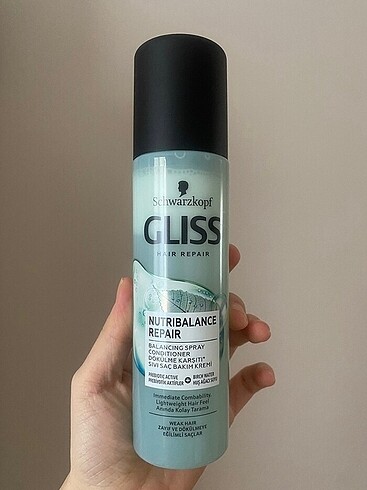 Schwarzkopf
GLISS
HAIR REPAIR
NUTRIBALANCE
REPAIR
BALANCING SPRAY
CONDITIONER
DÖKÜLME KARŞITI*
SIVI SAÇ BAKIM KREMİ
PREBIOTIC ACTIVE
PREBİYOTİK AKTİFLER
+
BIRCH WATER
HUŞ AĞACI SUYU
Immediate Combability,
Lightweight Hair Feel
Anında Kolay Tarama
WEAK HAIR
ZAYIF VE DÖKÜLMEYE
EĞİLİMLİ SAÇLAR